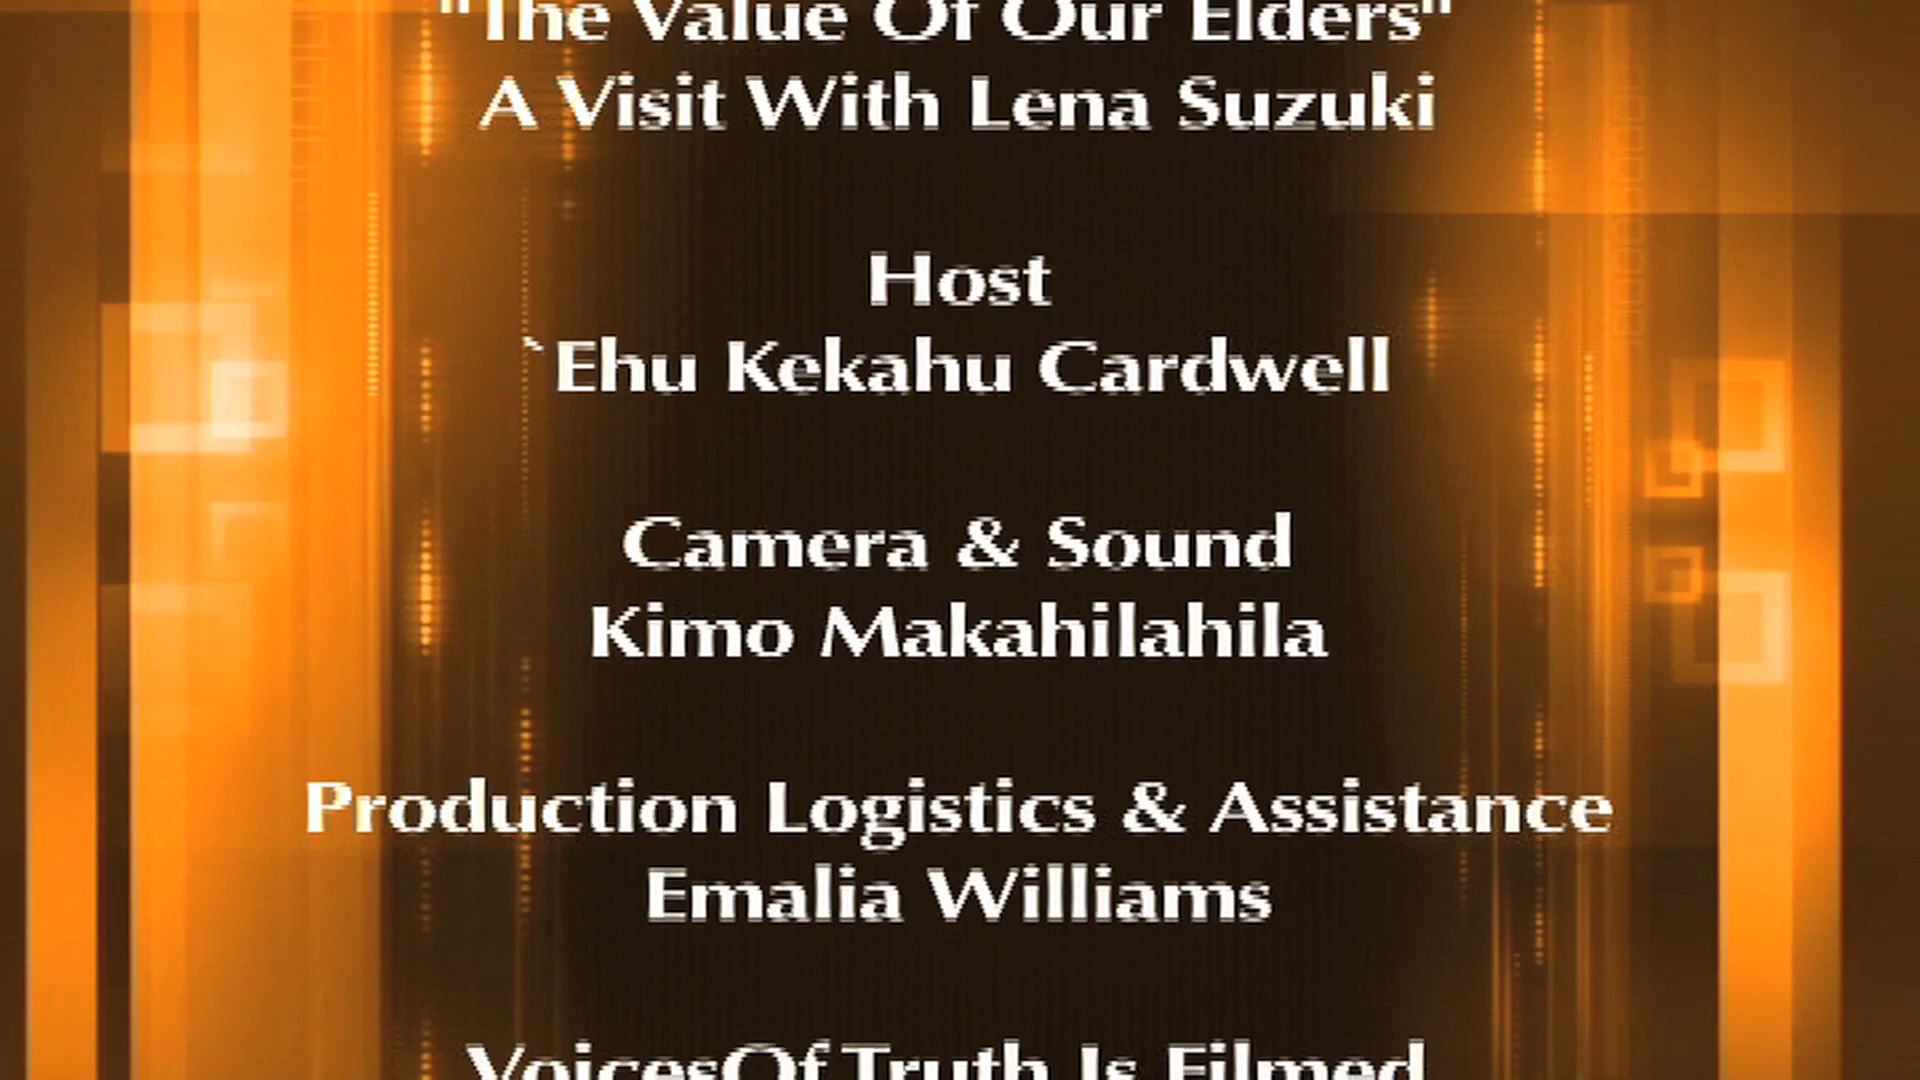 "The Value Of Our Elders"
A Visit With Lena Suzuki
Host
`Ehu Kekahu Cardwell
Camera & Sound
Kimo Makahilahila
Production Logistics & Assistance
Emalia Williams
VoicesOf Truth Is Filmed